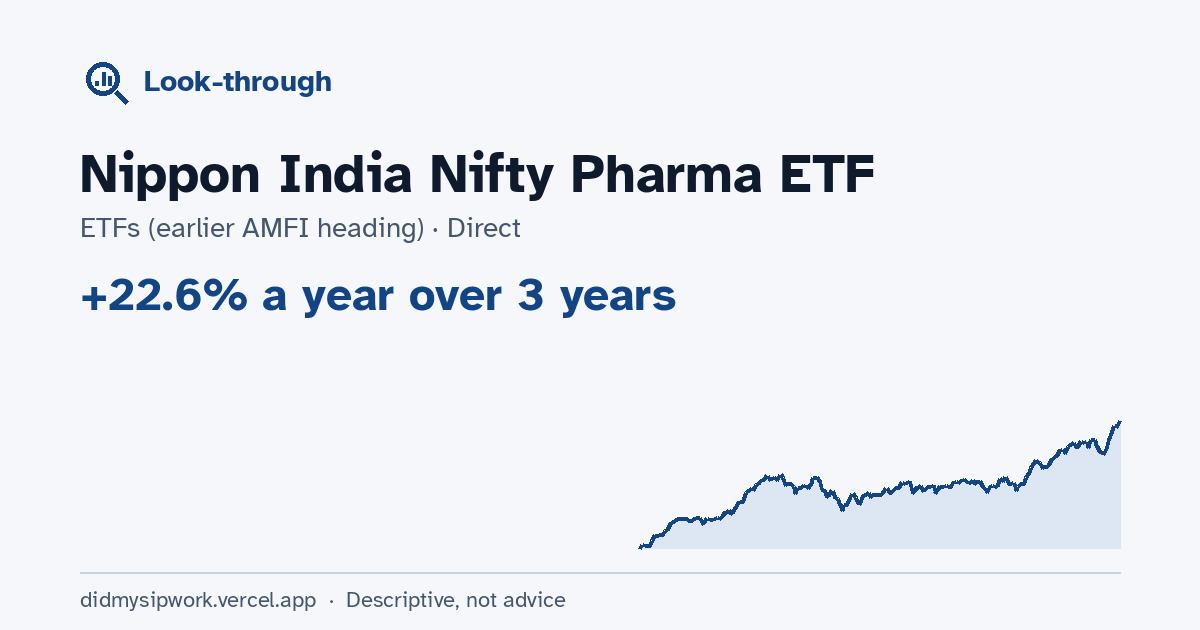 Look-through
Nippon India Nifty Pharma ETF
ETFs (earlier AMFI heading) · Direct
+22.6% a year over 3 years
didmysipwork.vercel.app · Descriptive, not advice